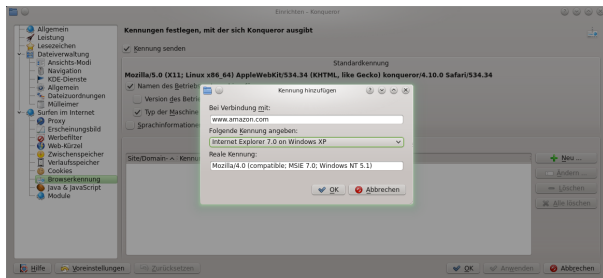 Einrichten - Konqueror
Allgemein
Leistung
Lesezeichen
Dateiverwaltung
Ansichts-Modi
Navigation
KDE-Dienste
Allgemein
Dateizuordnungen
Mülleimer
Surfen im Internet
Proxy
Erscheinungsbild
Werbefilter
Web-Kürzel
Zwischenspeicher
Verlaufsspeicher
Cookies
Browserkennung
Java & JavaScript
Module
Kennungen festlegen, mit der sich Konqueror ausgibt
Kennung senden
Standardkennung
Mozilla/5.0 (X11; Linux x86_64) AppleWebKit/534.34 (KHTML, like Gecko) konqueror/4.10.0 Safari/534.34
Namen des Betrieb
Version des Betri
Typ der Maschine
Sprachinformation
Site/Domain- Kennu
Neu ...
Ändern ...
Löschen
Alle löschen
Kennung hinzufügen
Bei Verbindung mit:
www.amazon.com
Folgende Kennung angeben:
Internet Explorer 7.0 on Windows XP
Reale Kennung:
Mozilla/4.0 (compatible; MSIE 7.0; Windows NT 5.1)
OK
Abbrechen
Hilfe
Voreinstellungen
Zurücksetzen
OK
Anwenden
Abbrechen